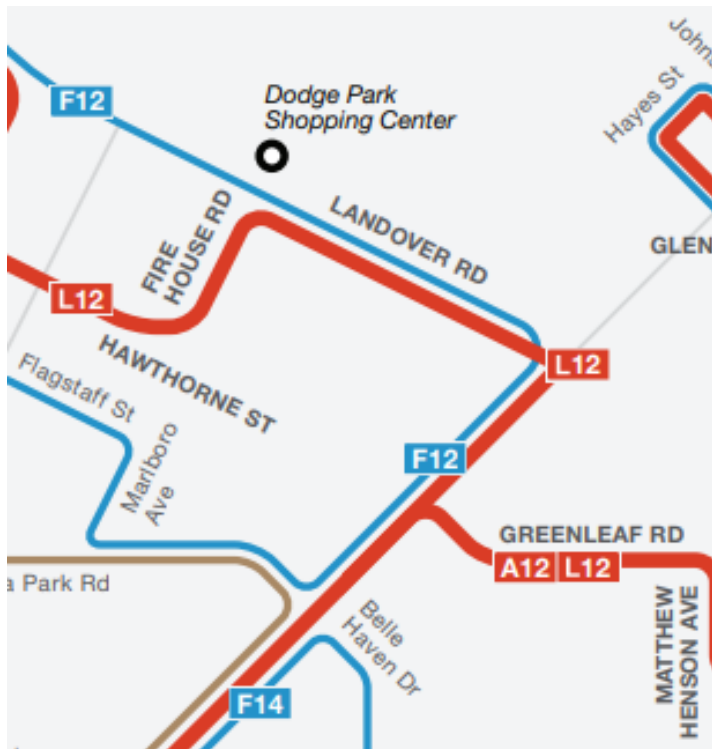 F12
Dodge Park
Shopping Center
Hayes St
LANDOVER RD
FIRE
HOUSE RD
GLEN
L12
HAWTHORNE ST
L12
Flagstaff St
Marlboro
Ave
F12
GREENLEAF RD
A12 L12
a Park Rd
Belle
Haven Dr
MATTHEW
HENSON AVE
F14